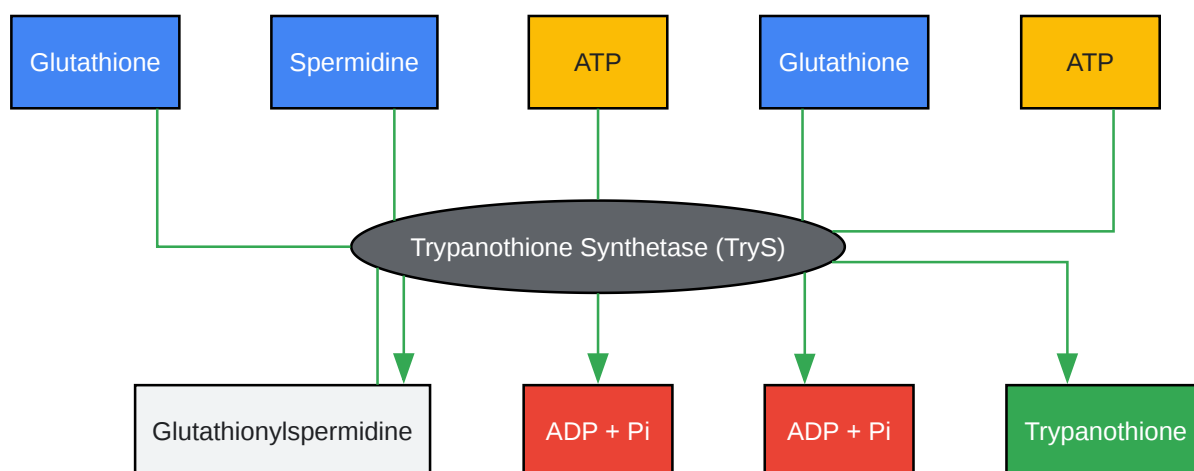 Glutathione
Spermidine
ATP
Glutathione
ATP
Trypanothione Synthetase (TryS)
Glutathionylspermidine
ADP + Pi
ADP + Pi
Trypanothione